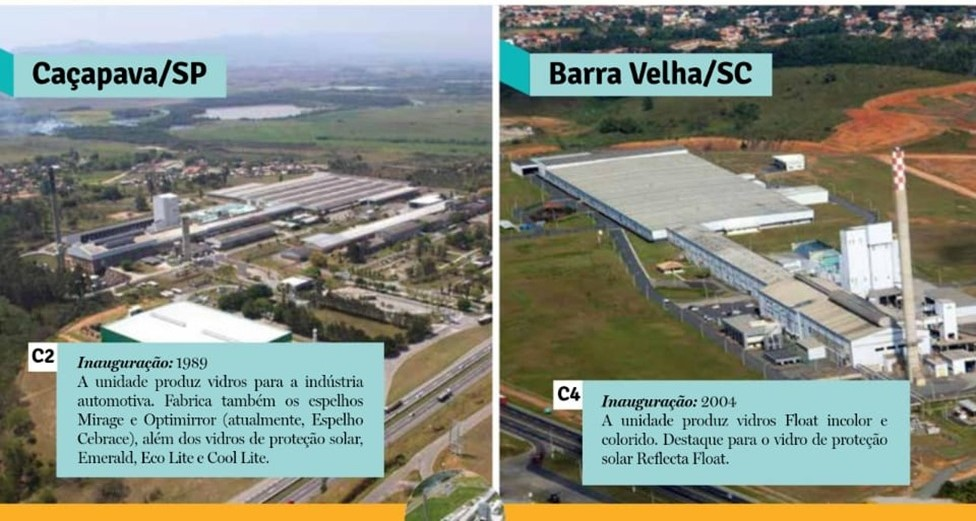 Caçapava/SP
C2
Inauguração: 1989
A unidade produz vidros para a indústria
automotiva. Fabrica também os espelhos
Mirage e Optimirror (atualmente, Espelho
Cebrace), além dos vidros de proteção solar,
Emerald, Eco Lite e Cool Lite.
Barra Velha/SC
C4
Inauguração: 2004
A unidade produz vidros Float incolor e
colorido. Destaque para o vidro de proteção
solar Reflecta Float.